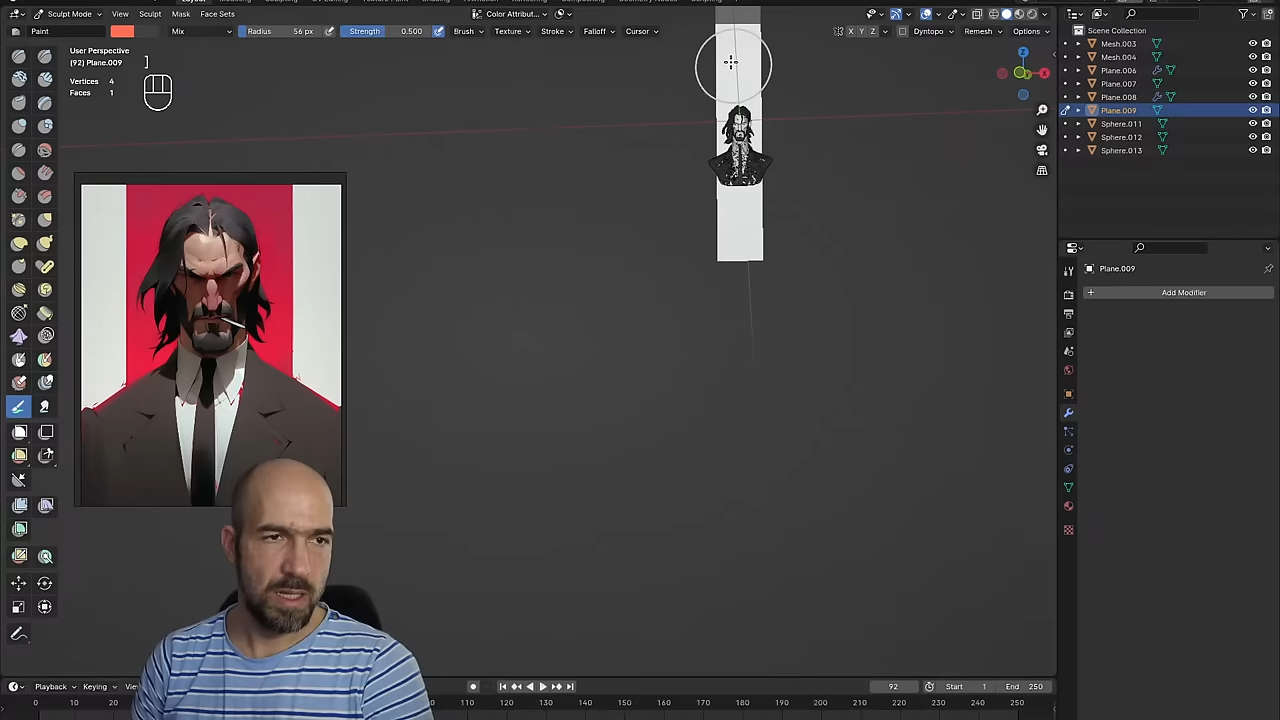 Sculpt Mode View Sculpt Mask Face Sets Color Attribut...
Paint Mix Radius 56 px Strength 0.500 Brush Texture Stroke Falloff Cursor X Y Z Dyntopo Remesh Options
User Perspective
(92) Plane.009
]
Vertices 4
Faces 1
X
Z
Scene Collection
Mesh.003
Mesh.004
Plane.006
Plane.007
Plane.008
Plane.009
Sphere.011
Sphere.012
Sphere.013
Plane.009
+ Add Modifier
Playback Keying 92 Start 1 End 250
0 10 20 100 110 120 130 140 150 160 170 180 190 200 210 220 230 240 250